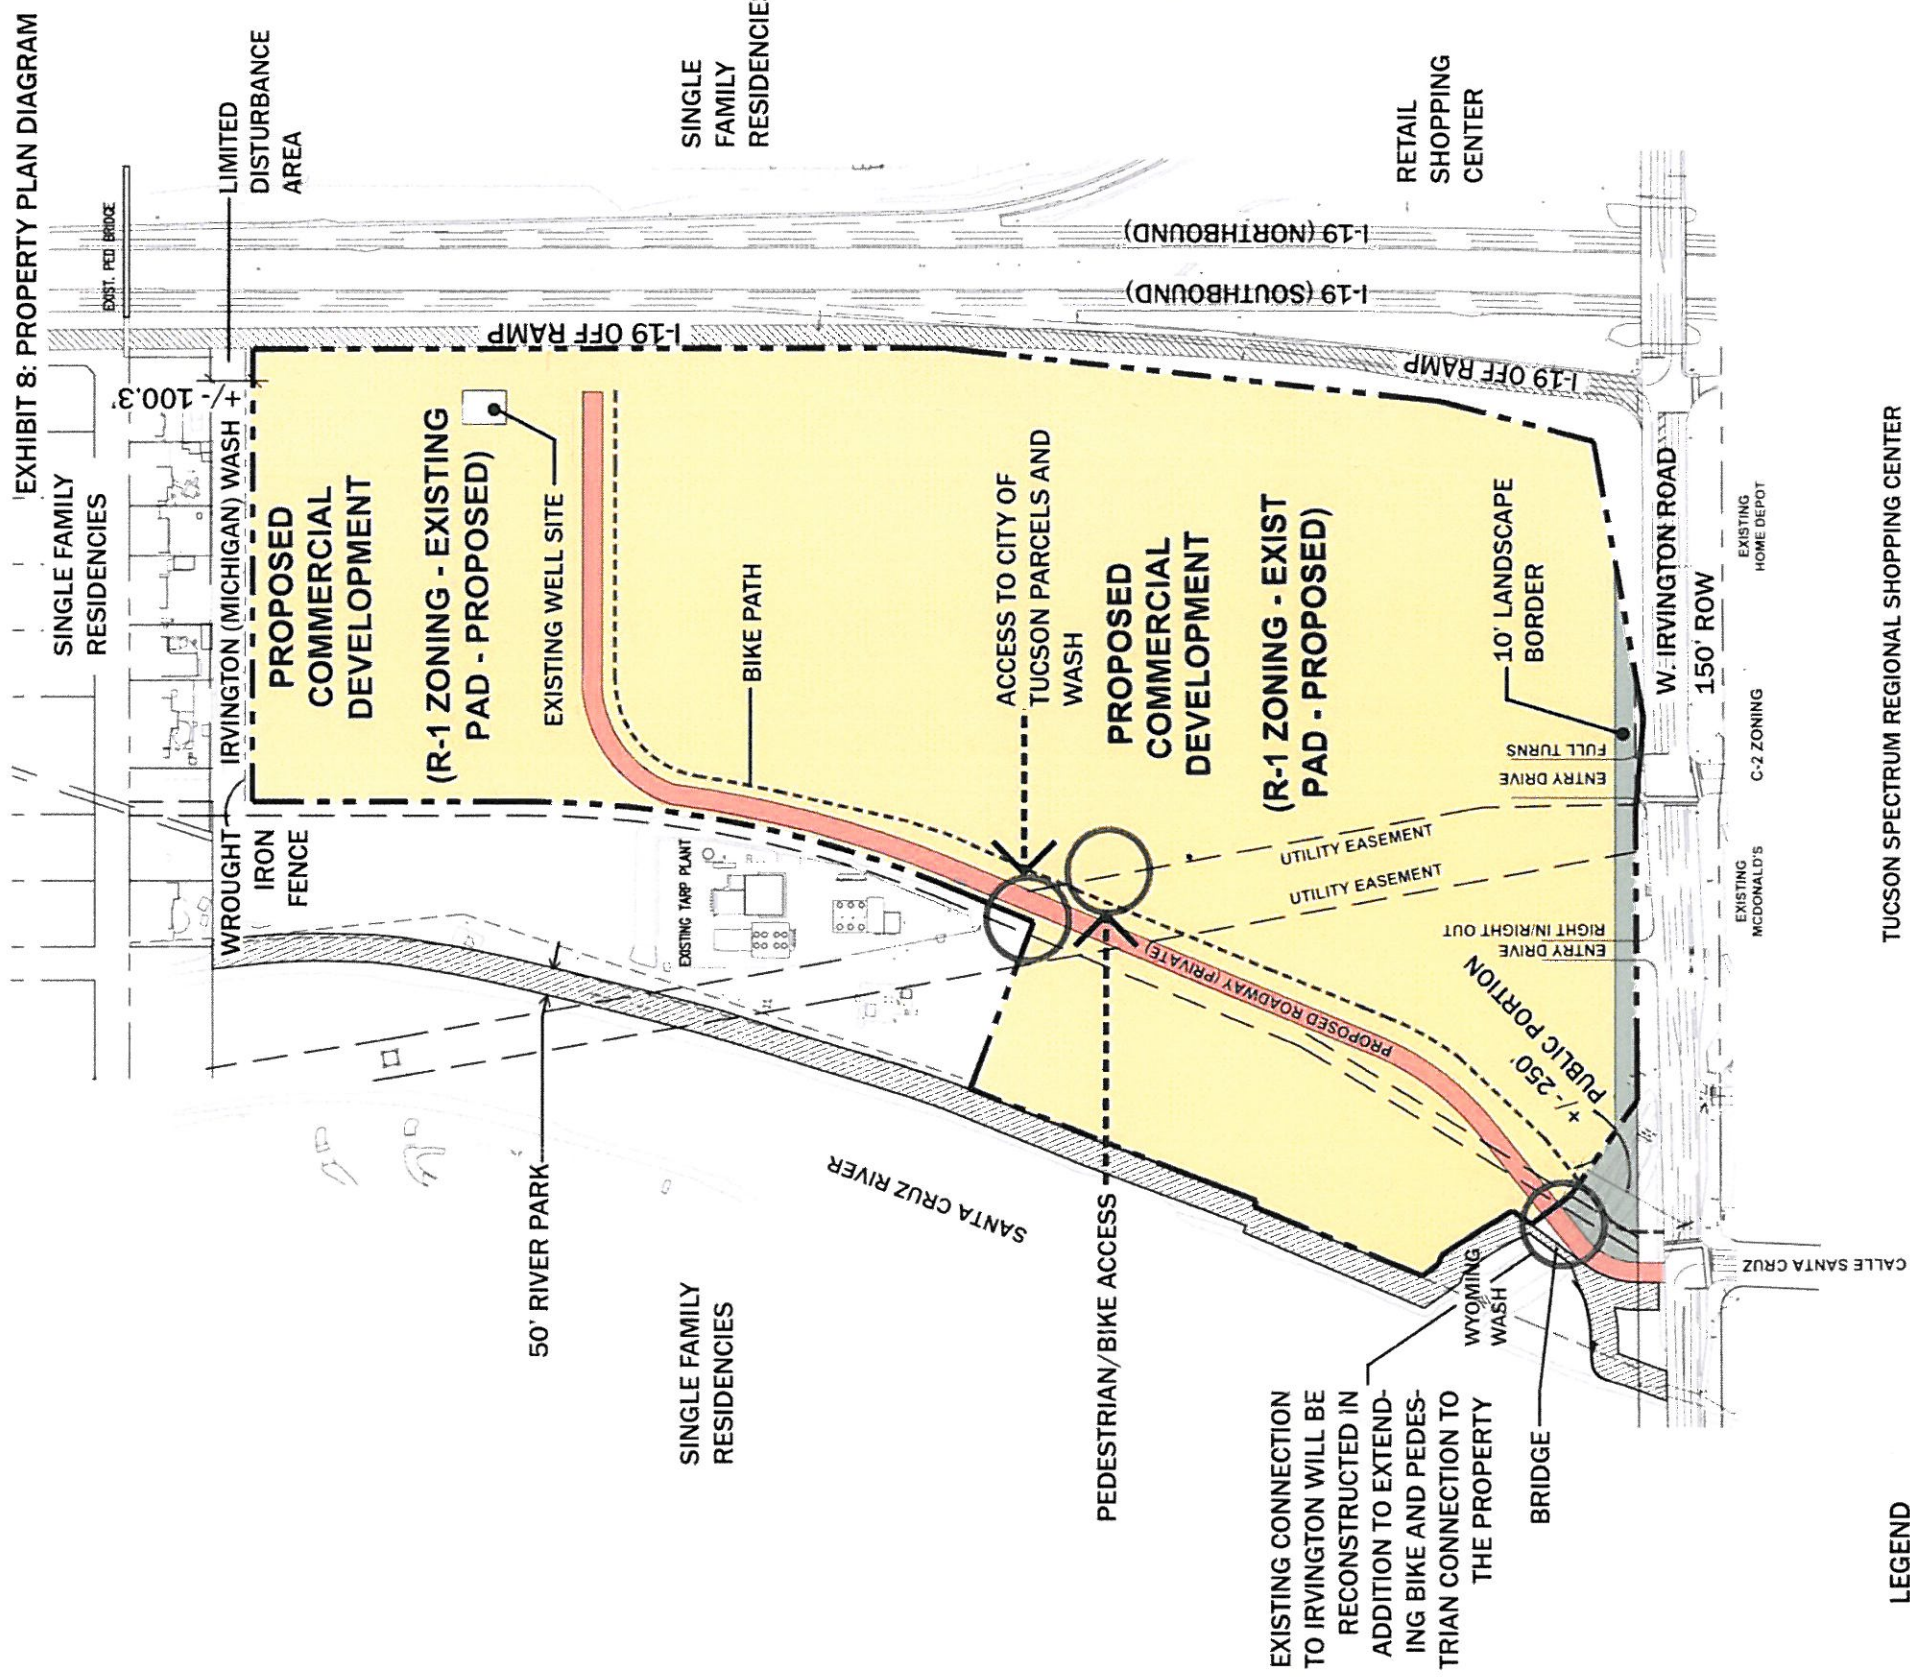 EXHIBIT 8: PROPERTY PLAN DIAGRAM
SINGLE FAMILY
RESIDENCIES
EXIST. PED BRIDGE
LIMITED
DISTURBANCE
AREA
+/- 100.3'
IRVINGTON (MICHIGAN) WASH
WROUGHT
IRON
FENCE
PROPOSED
COMMERCIAL
DEVELOPMENT
(R-1 ZONING - EXISTING
PAD - PROPOSED)
EXISTING WELL SITE
I-19 OFF RAMP
SINGLE
FAMILY
RESIDENCIES
I-19 (NORTHBOUND)
I-19 (SOUTHBOUND)
50' RIVER PARK
EXISTING TARP PLANT
BIKE PATH
SINGLE FAMILY
RESIDENCIES
SANTA CRUZ RIVER
ACCESS TO CITY OF
TUCSON PARCELS AND
WASH
PEDESTRIAN/BIKE ACCESS
PROPOSED
COMMERCIAL
DEVELOPMENT
(R-1 ZONING - EXIST
PAD - PROPOSED)
PROPOSED ROADWAY (PRIVATE)
UTILITY EASEMENT
UTILITY EASEMENT
I-19 OFF RAMP
RETAIL
SHOPPING
CENTER
10' LANDSCAPE
BORDER
ENTRY DRIVE
FULL TURNS
ENTRY DRIVE
RIGHT IN/RIGHT OUT
+/-250'
PUBLIC PORTION
EXISTING CONNECTION
TO IRVINGTON WILL BE
RECONSTRUCTED IN
ADDITION TO EXTEND-
ING BIKE AND PEDES-
TRIAN CONNECTION TO
THE PROPERTY
WYOMING
WASH
BRIDGE
W. IRVINGTON ROAD
150' ROW
CALLE SANTA CRUZ
EXISTING
MCDONALD'S
C-2 ZONING
EXISTING
HOME DEPOT
TUCSON SPECTRUM REGIONAL SHOPPING CENTER
LEGEND